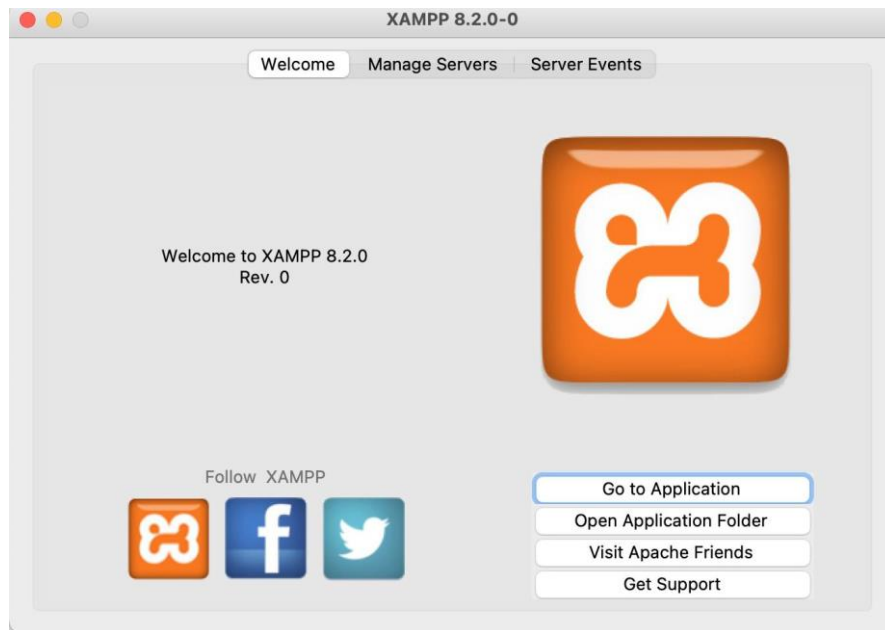 XAMPP 8.2.0-0
Welcome
Manage Servers
Server Events
Welcome to XAMPP 8.2.0
Rev. 0
Follow XAMPP
Go to Application
Open Application Folder
Visit Apache Friends
Get Support